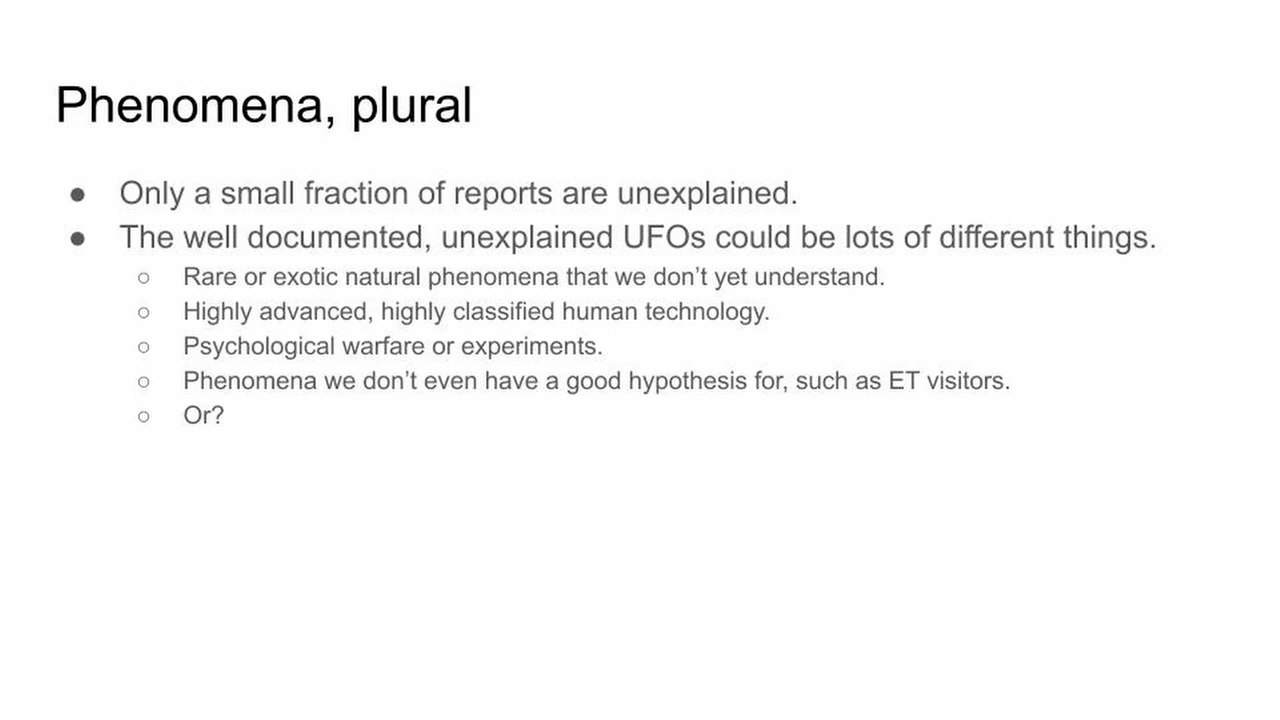 Phenomena, plural
● Only a small fraction of reports are unexplained.
● The well documented, unexplained UFOs could be lots of different things.
○ Rare or exotic natural phenomena that we don’t yet understand.
○ Highly advanced, highly classified human technology.
○ Psychological warfare or experiments.
○ Phenomena we don’t even have a good hypothesis for, such as ET visitors.
○ Or?